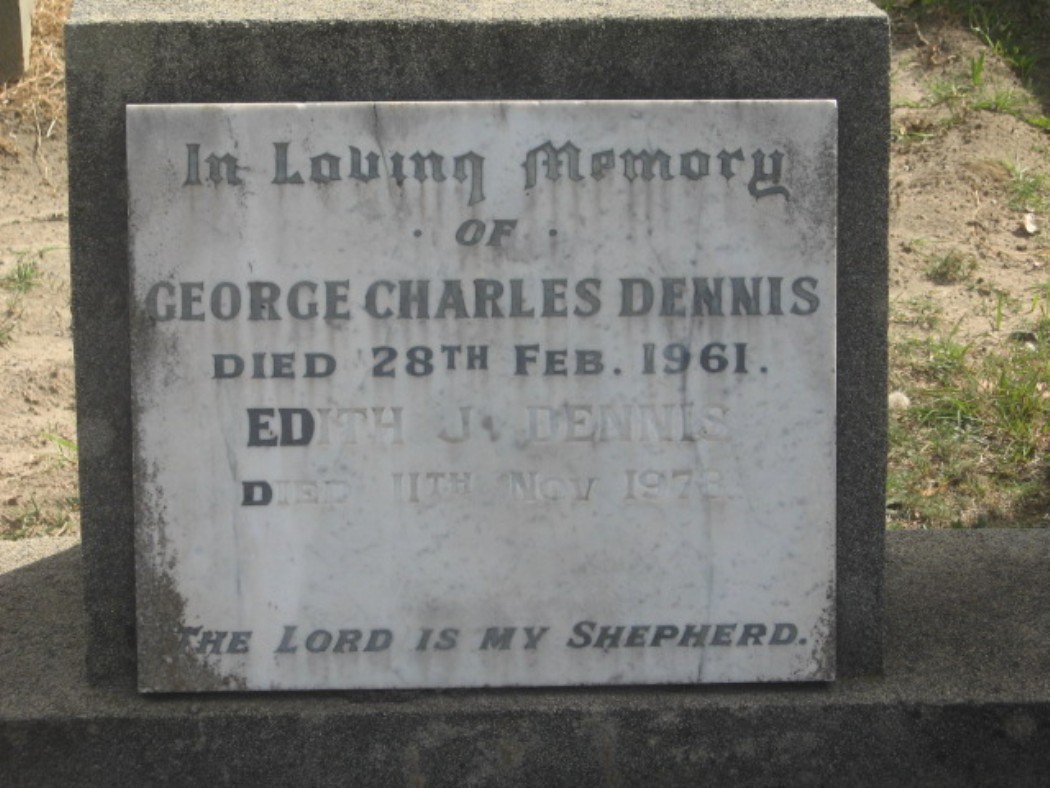 In Loving Memory
· OF ·
GEORGE CHARLES DENNIS
DIED 28TH FEB. 1961.
EDITH J. DENNIS
DIED 11TH NOV
THE LORD IS MY SHEPHERD.